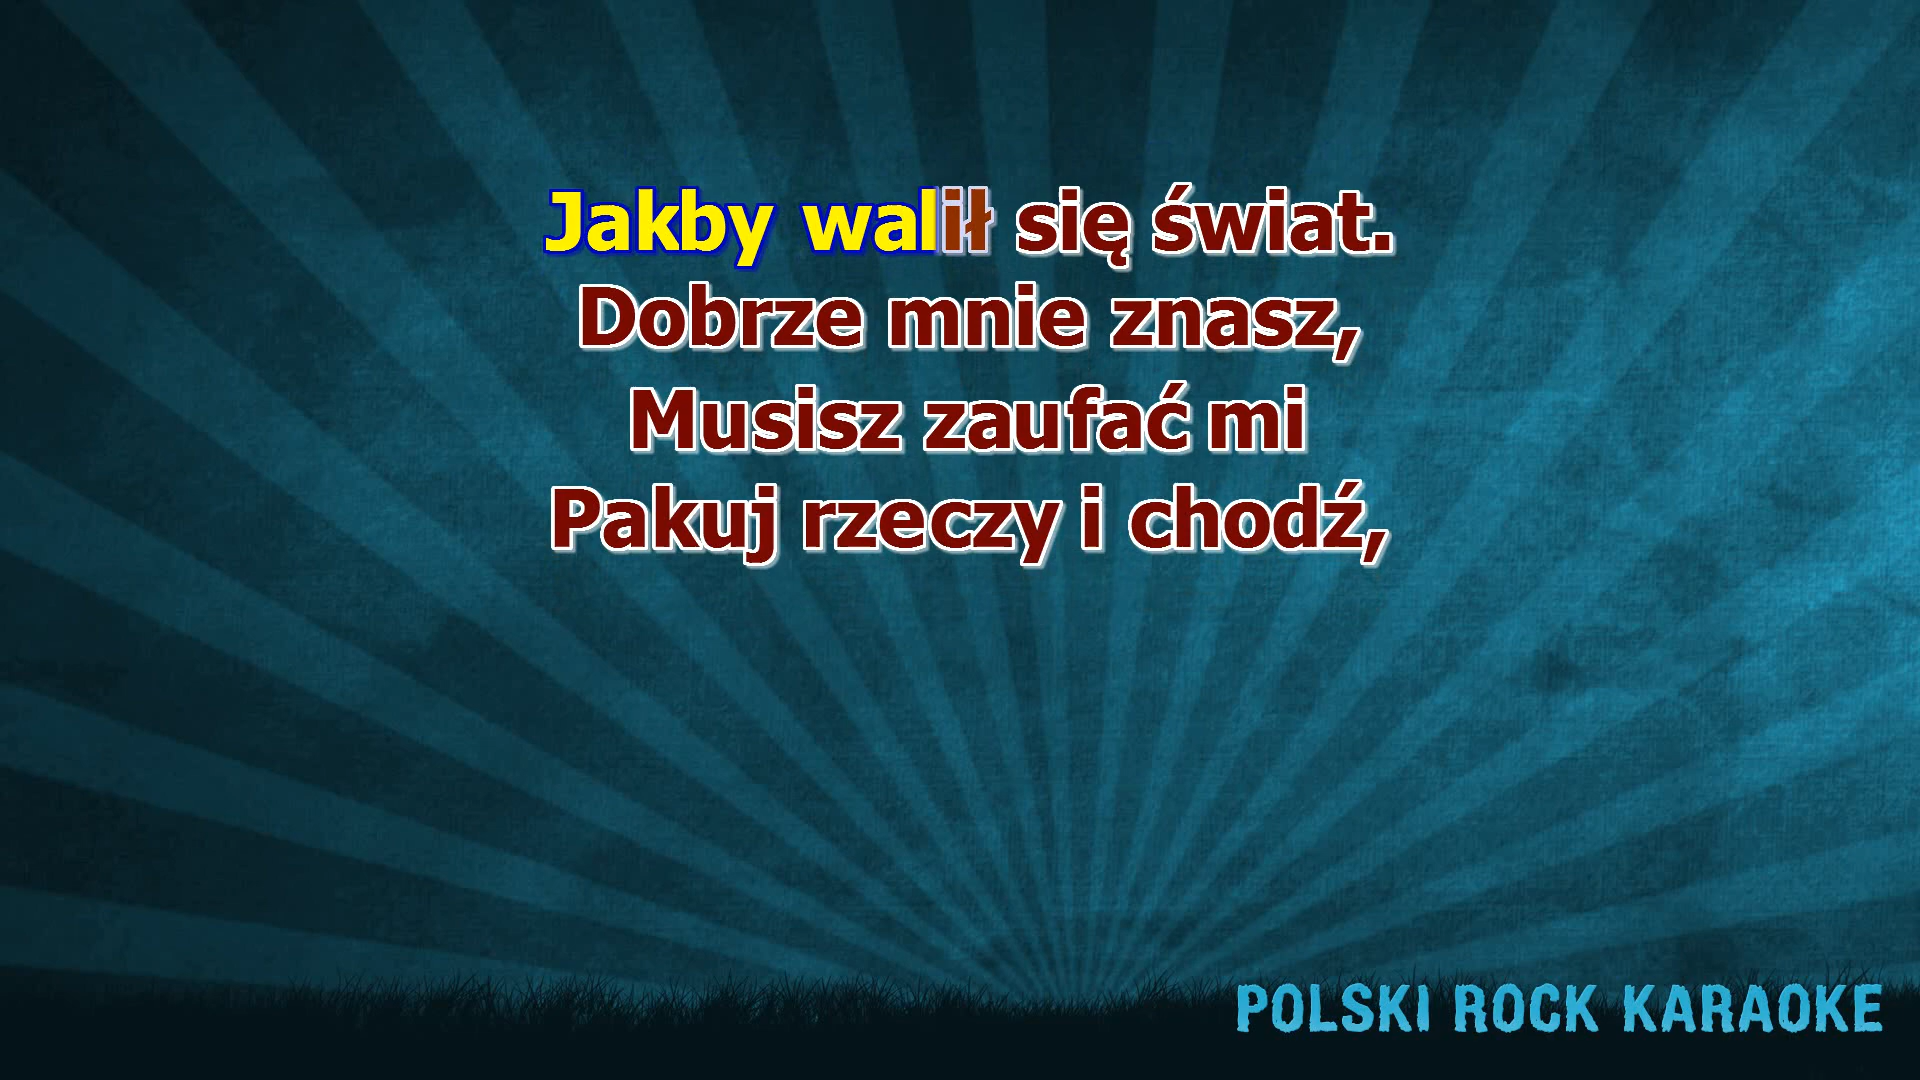 Jakby walił się świat.
Dobrze mnie znasz,
Musisz zaufać mi
Pakuj rzeczy i chodź,
POLSKI ROCK KARAOKE